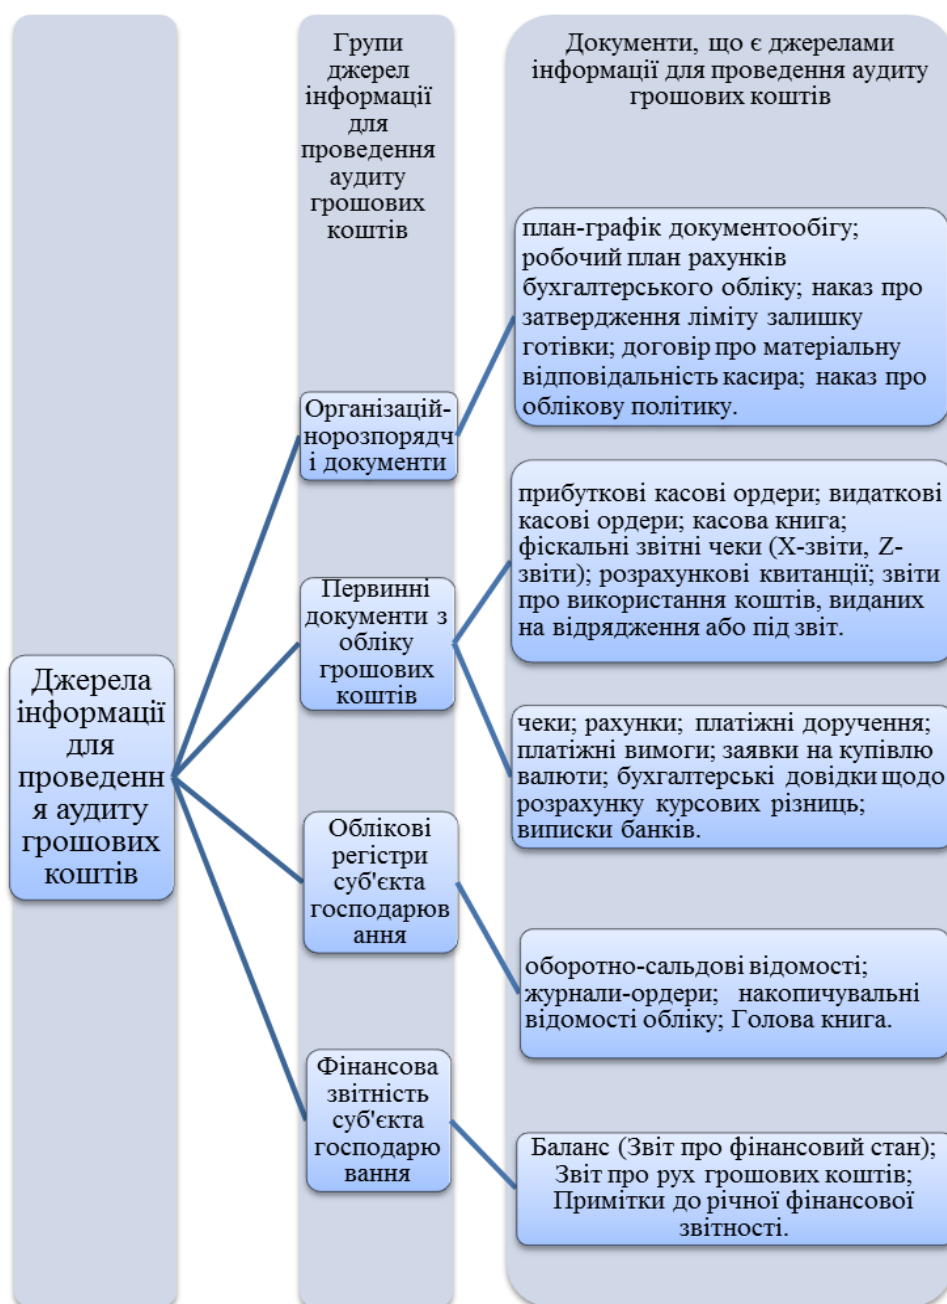 Групи
джерел
інформації
для
проведення
аудиту
грошових
коштів
Документи, що є джерелами
інформації для проведення аудиту
грошових коштів
Джерела
інформації
для
проведенн
я аудиту
грошових
коштів
Організацій-
норозпорядч
і документи
план-графік документообігу;
робочий план рахунків
бухгалтерського обліку; наказ про
затвердження ліміту залишку
готівки; договір про матеріальну
відповідальність касира; наказ про
облікову політику.
Первинні
документи з
обліку
грошових
коштів
прибуткові касові ордери; видаткові
касові ордери; касова книга;
фіскальні звітні чеки (X-звіти, Z-
звіти); розрахункові квитанції; звіти
про використання коштів, виданих
на відрядження або під звіт.
чеки; рахунки; платіжні доручення;
платіжні вимоги; заявки на купівлю
валюти; бухгалтерські довідки щодо
розрахунку курсових різниць;
виписки банків.
Облікові
регістри
суб'єкта
господарюв
ання
оборотно-сальдові відомості;
журнали-ордери; накопичувальні
відомості обліку; Голова книга.
Фінансова
звітність
суб'єкта
господарю
вання
Баланс (Звіт про фінансовий стан);
Звіт про рух грошових коштів;
Примітки до річної фінансової
звітності.